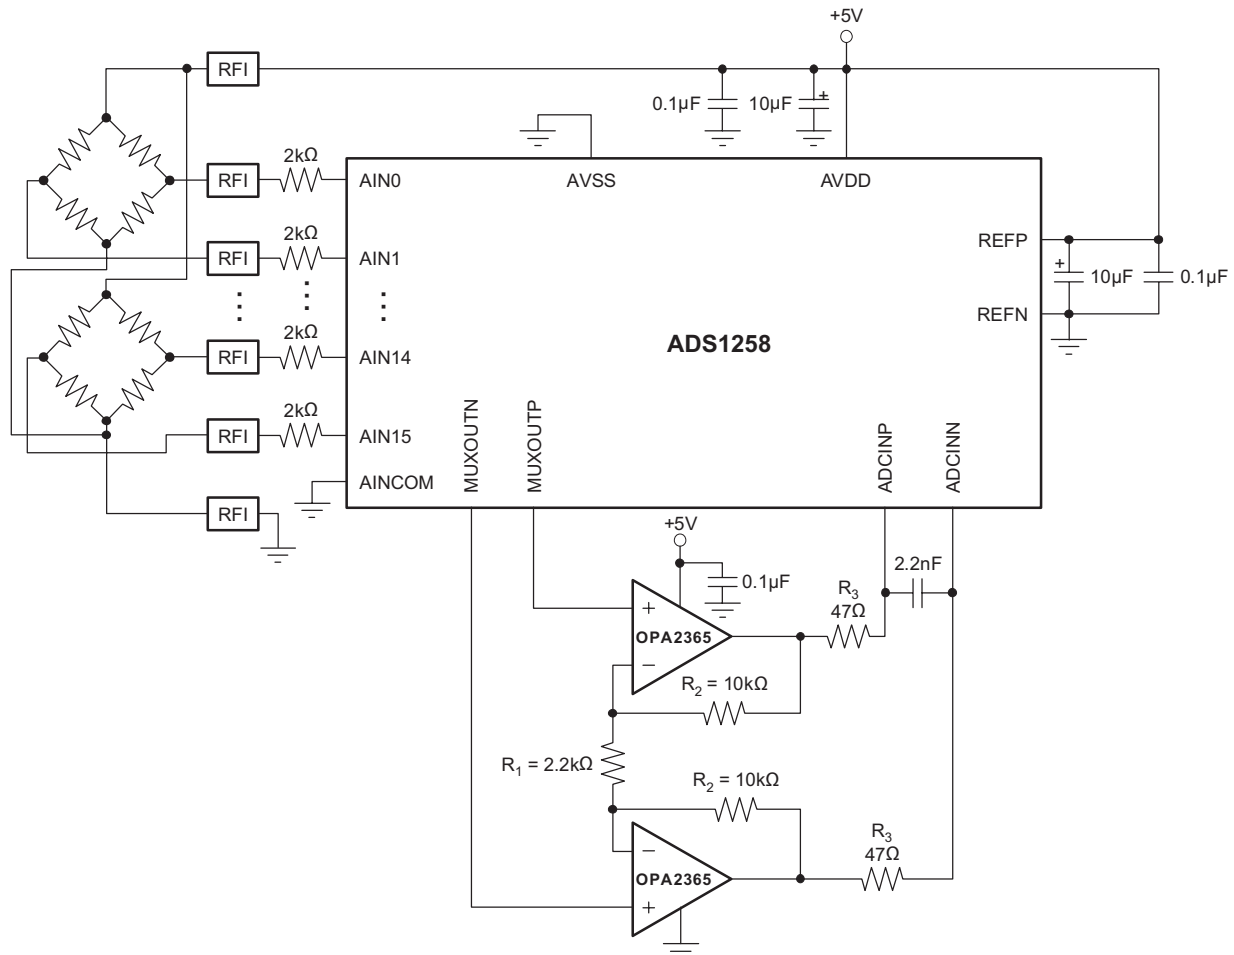 +5V
RFI
0.1µF
10µF
+
2kΩ
RFI
AIN0
AVSS
AVDD
2kΩ
RFI
AIN1
REFP
+
10µF
0.1µF
REFN
2kΩ
RFI
AIN14
ADS1258
2kΩ
RFI
AIN15
AINCOM
MUXOUTN
MUXOUTP
ADCINP
ADCINN
RFI
+5V
0.1µF
2.2nF
+
OPA2365
−
R3
47Ω
R2 = 10kΩ
R1 = 2.2kΩ
R2 = 10kΩ
−
OPA2365
+
R3
47Ω